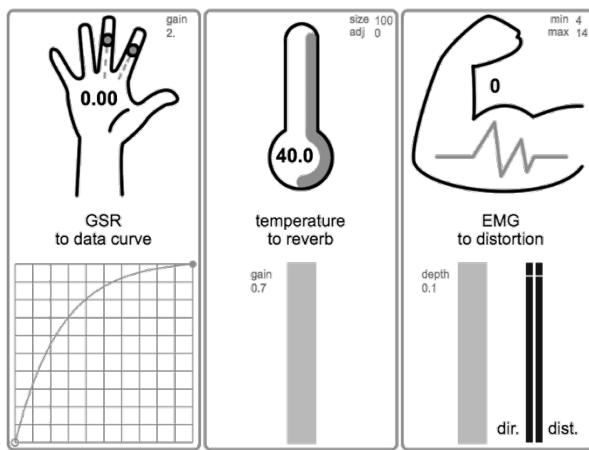 gain
2.
0.00
GSR
to data curve
size 100
adj 0
40.0
temperature
to reverb
gain
0.7
min 4
max 14
0
EMG
to distortion
depth
0.1
dir.
dist.